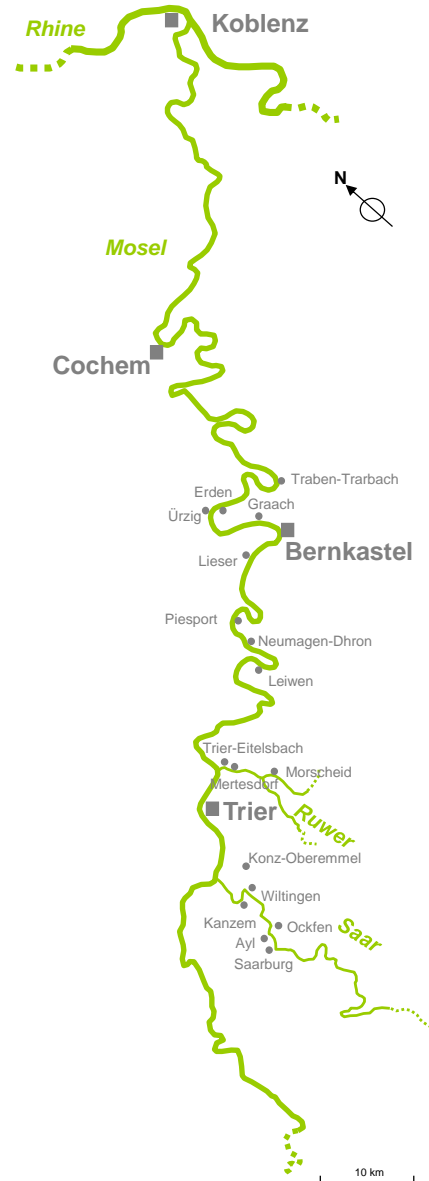 Koblenz
Rhine
N
Mosel
Cochem
Traben-Trarbach
Erden
Graach
Ürzig
Bernkastel
Lieser
Piesport
Neumagen-Dhron
Leiwen
Trier-Eitelsbach
Morscheid
Mertesdorf
Trier
Ruwer
Konz-Oberemmel
Wiltingen
Kanzem
Ockfen
Saar
Ayl
Saarburg
10 km